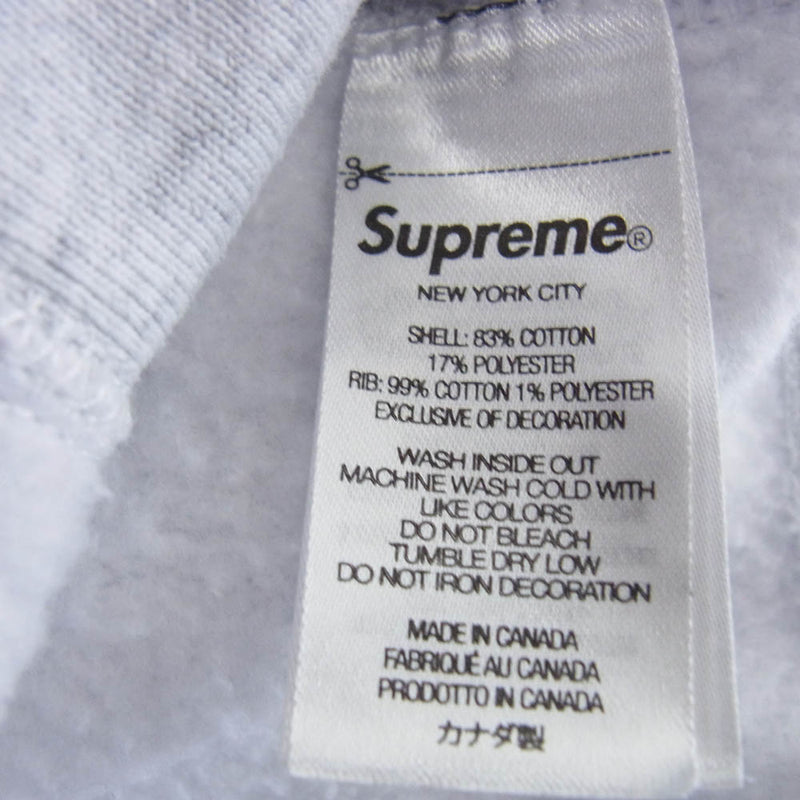 Supreme®
NEW YORK CITY
SHELL: 83% COTTON
17% POLYESTER
RIB: 99% COTTON 1% POLYESTER
EXCLUSIVE OF DECORATION
WASH INSIDE OUT
MACHINE WASH COLD WITH
LIKE COLORS
DO NOT BLEACH
TUMBLE DRY LOW
DO NOT IRON DECORATION
MADE IN CANADA
FABRIQUÉ AU CANADA
PRODOTTO IN CANADA
カナダ製